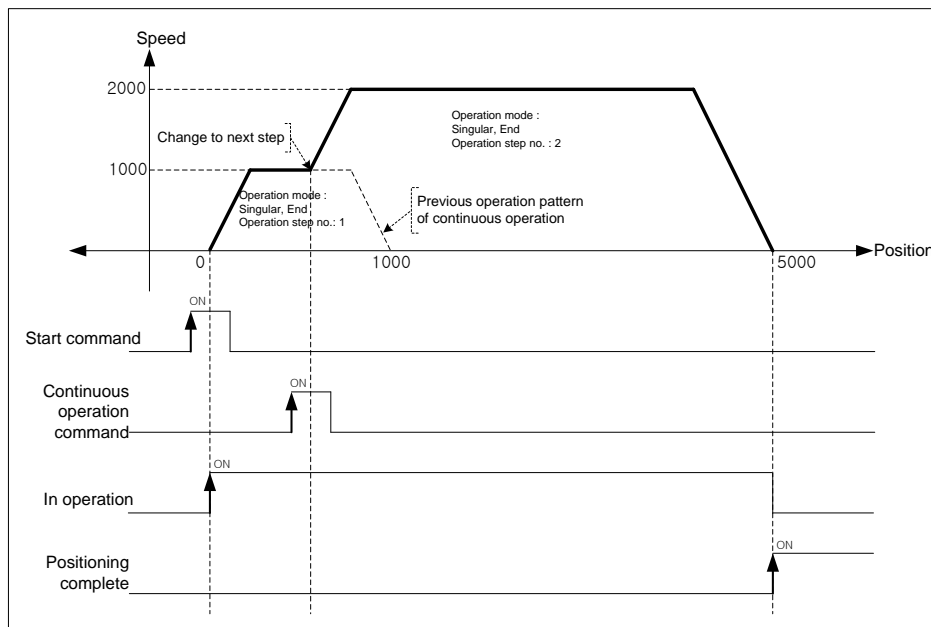 Speed
2000
Operation mode :
Singular, End
Operation step no. : 2
Change to next step
1000
Operation mode :
Singular, End
Operation step no.: 1
Previous operation pattern
of continuous operation
Position
0
1000
5000
ON
Start command
ON
Continuous
operation
command
ON
In operation
ON
Positioning
complete